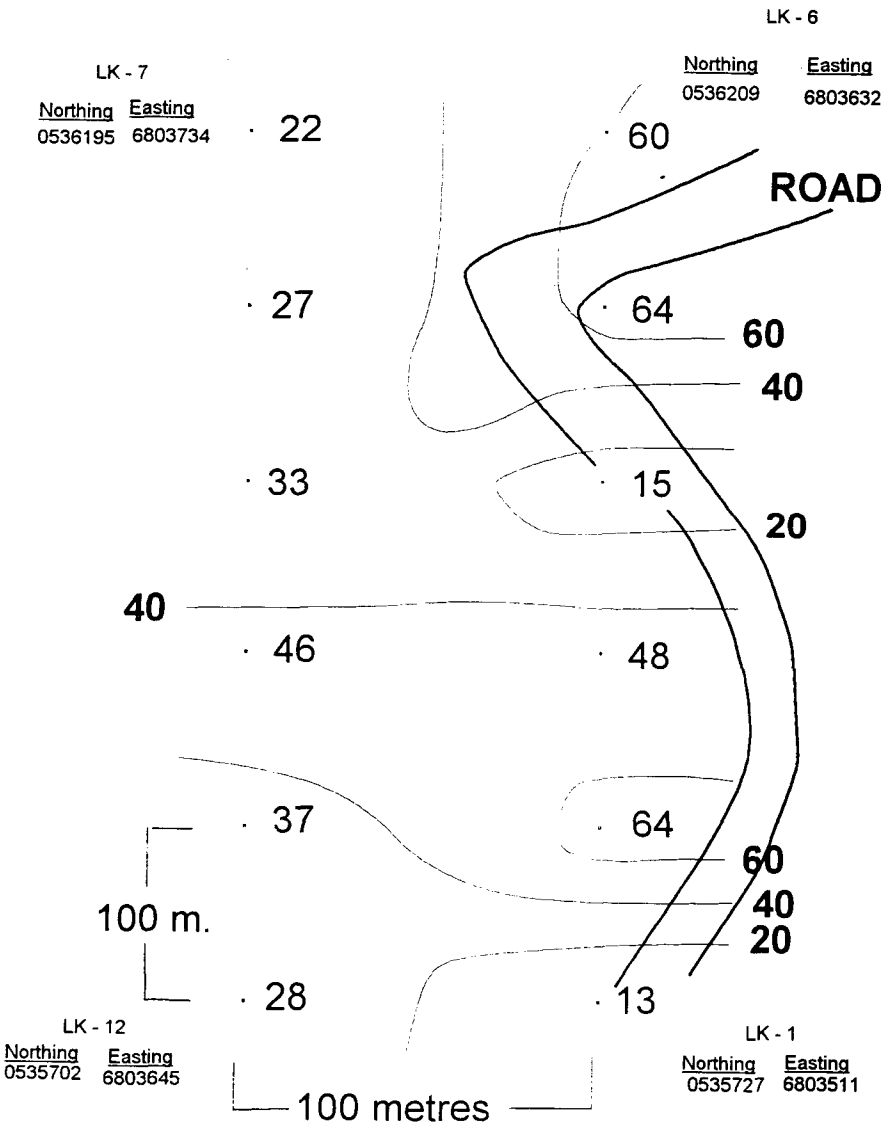 LK - 6
Northing Easting
0536209 6803632
LK - 7
Northing Easting
0536195 6803734
22
60
ROAD
27
64
60
40
33
15
20
40
46
48
37
64
60
40
100 m.
20
28
13
LK - 12
Northing Easting
0535702 6803645
LK - 1
Northing Easting
0535727 6803511
100 metres